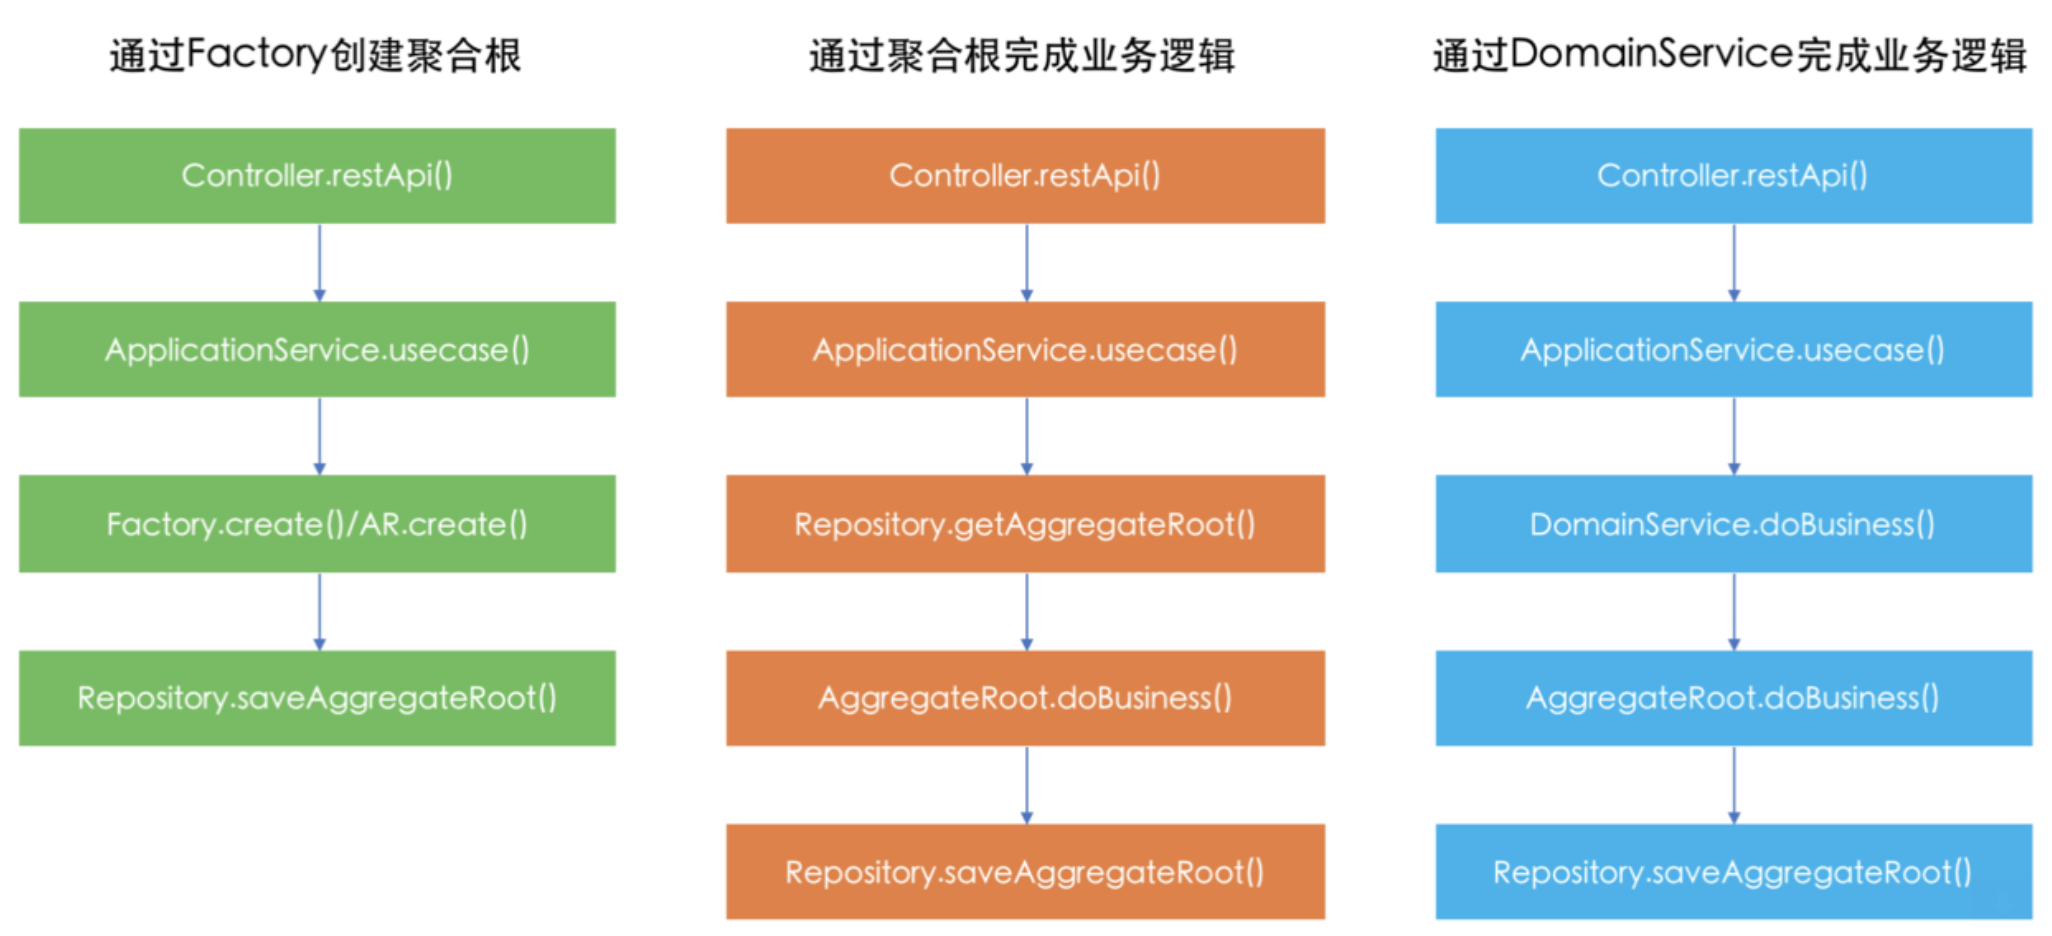 通过Factory创建聚合根
Controller.restApi()
ApplicationService.usecase()
Factory.create()/AR.create()
Repository.saveAggregateRoot()
通过聚合根完成业务逻辑
Controller.restApi()
ApplicationService.usecase()
Repository.getAggregateRoot()
AggregateRoot.doBusiness()
Repository.saveAggregateRoot()
通过DomainService完成业务逻辑
Controller.restApi()
ApplicationService.usecase()
DomainService.doBusiness()
AggregateRoot.doBusiness()
Repository.saveAggregateRoot()